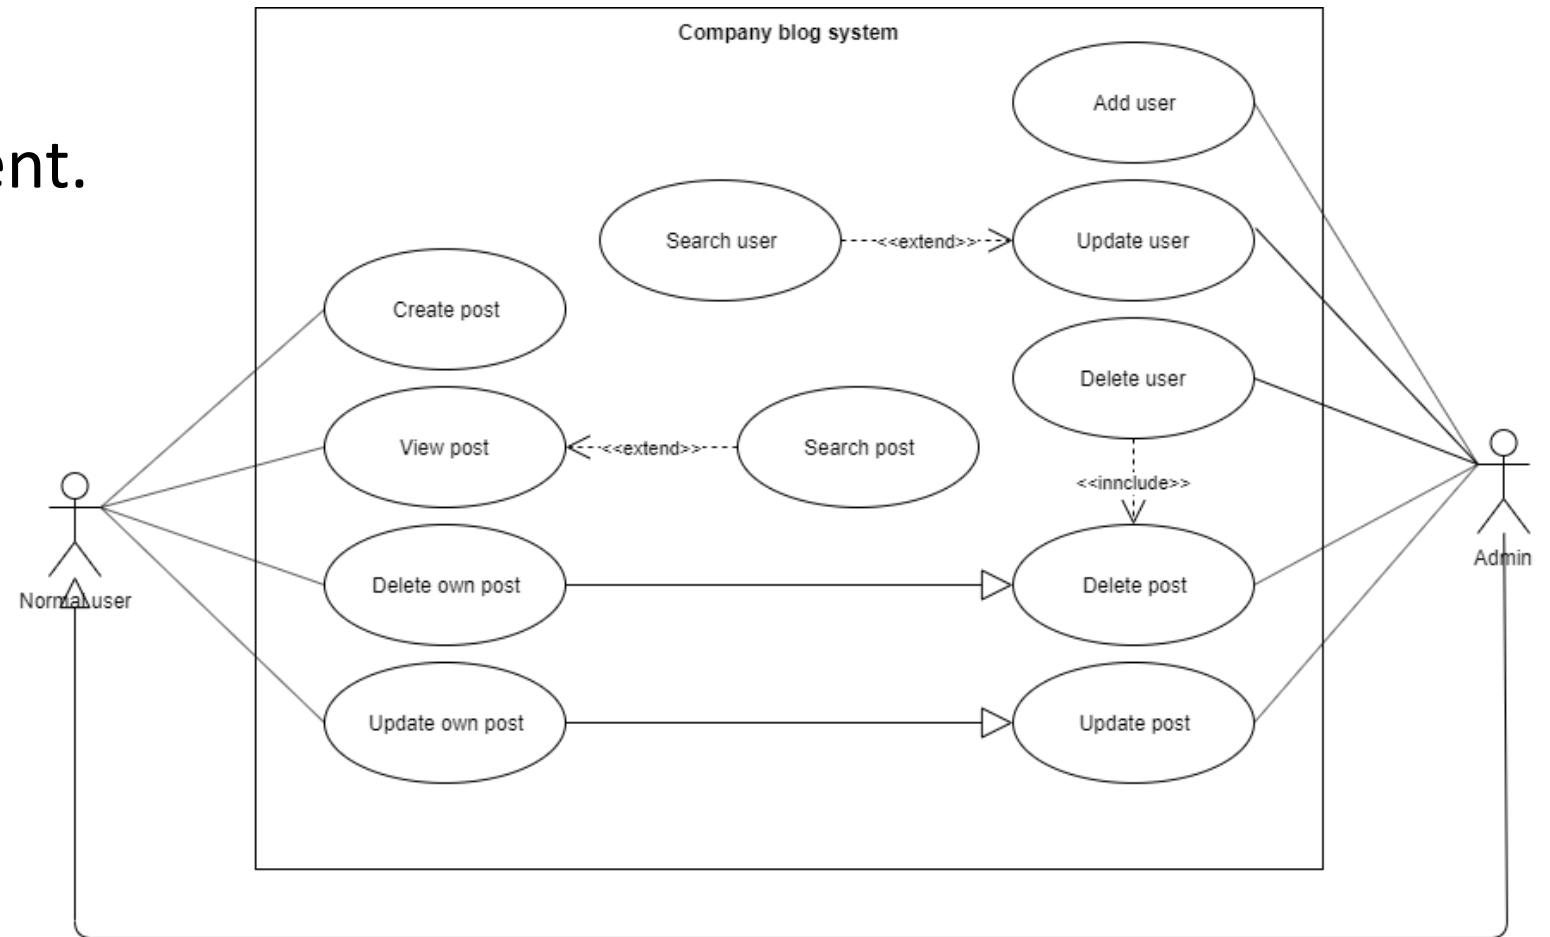 Company blog system
ent.
Add user
Search user
<<extend>>
Update user
Create post
Delete user
View post
<<extend>>
Search post
<<innclude>>
Normal user
Admin
Delete own post
Delete post
Update own post
Update post